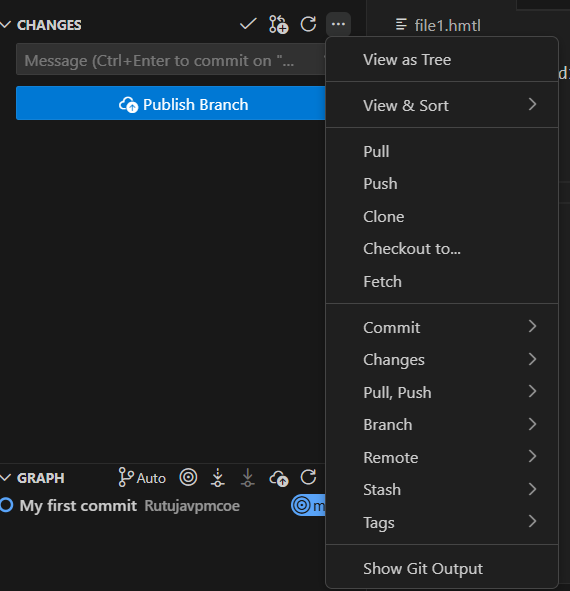 CHANGES
file1.hmtl
Message (Ctrl+Enter to commit on "...
Publish Branch
View as Tree
View & Sort
Pull
Push
Clone
Checkout to...
Fetch
Commit
Changes
Pull, Push
Branch
Remote
Stash
Tags
Show Git Output
GRAPH
Auto
My first commit Rutujavpmcoe